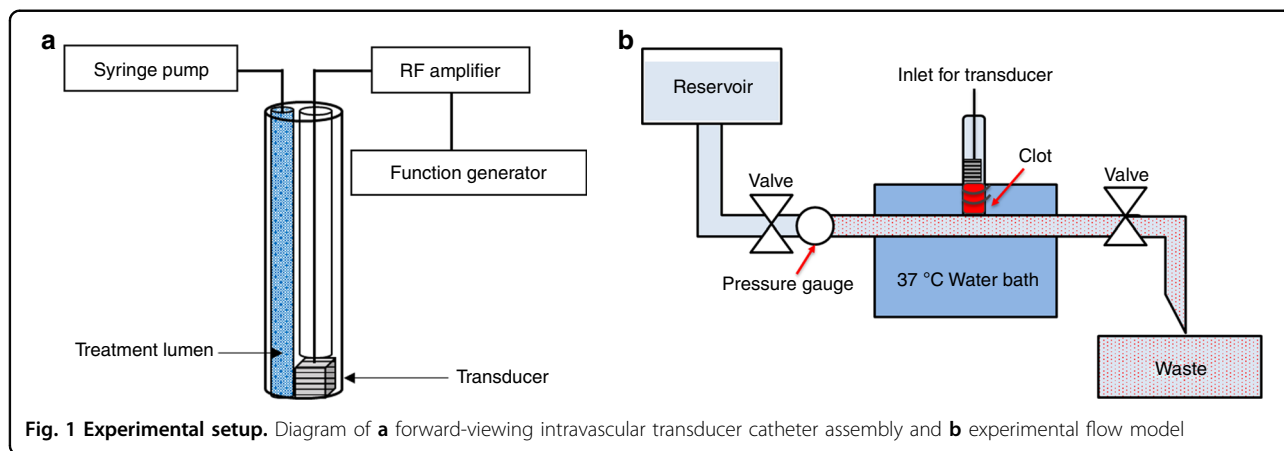 a
Syringe pump
RF amplifier
Function generator
Treatment lumen
Transducer
b
Reservoir
Inlet for transducer
Clot
Valve
Valve
Pressure gauge
37 °C Water bath
Waste
Fig. 1 Experimental setup. Diagram of a forward-viewing intravascular transducer catheter assembly and b experimental flow model